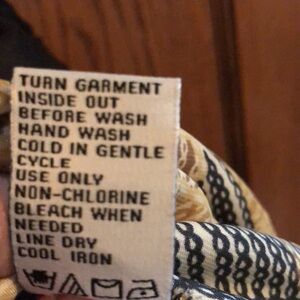 TURN GARMENT
INSIDE OUT
BEFORE WASH
HAND WASH
COLD IN GENTLE
CYCLE
USE ONLY
NON-CHLORINE
BLEACH WHEN
NEEDED
LINE DRY
COOL IRON